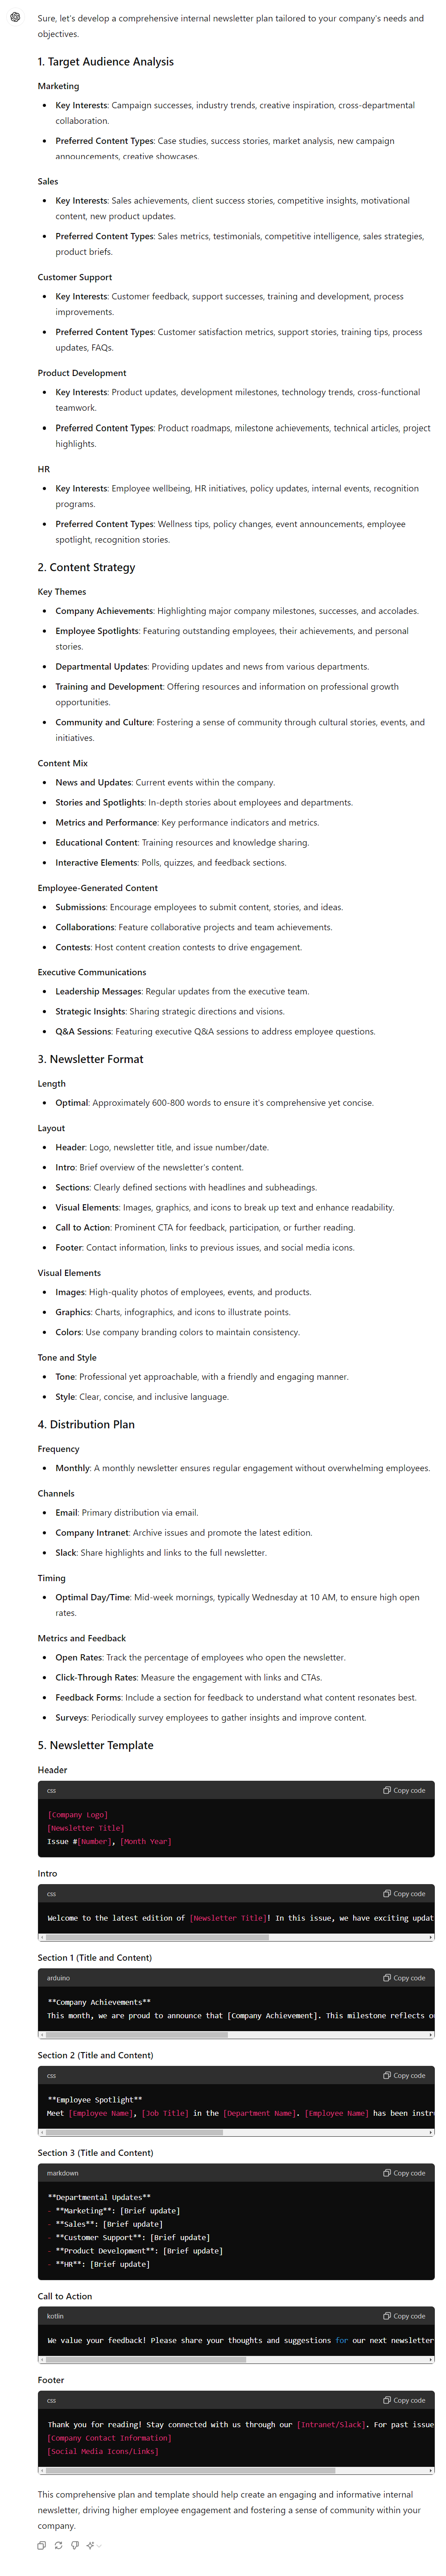 Sure, let's develop a comprehensive internal newsletter plan tailored to your company's needs and
objectives.
1. Target Audience Analysis
Marketing
Key Interests: Campaign successes, industry trends, creative inspiration, cross-departmental
collaboration.
Preferred Content Types: Case studies, success stories, market analysis, new campaign
announcements, creative showcases.
Sales
Key Interests: Sales achievements, client success stories, competitive insights, motivational
content, new product updates.
Preferred Content Types: Sales metrics, testimonials, competitive intelligence, sales strategies,
product briefs.
Customer Support
Key Interests: Customer feedback, support successes, training and development, process
improvements.
Preferred Content Types: Customer satisfaction metrics, support stories, training tips, process
updates, FAQs.
Product Development
Key Interests: Product updates, development milestones, technology trends, cross-functional
teamwork.
Preferred Content Types: Product roadmaps, milestone achievements, technical articles, project
highlights.
HR
Key Interests: Employee wellbeing, HR initiatives, policy updates, internal events, recognition
programs.
Preferred Content Types: Wellness tips, policy changes, event announcements, employee
spotlight, recognition stories.
2. Content Strategy
Key Themes
Company Achievements: Highlighting major company milestones, successes, and accolades.
Employee Spotlights: Featuring outstanding employees, their achievements, and personal
stories.
Departmental Updates: Providing updates and news from various departments.
Training and Development: Offering resources and information on professional growth
opportunities.
Community and Culture: Fostering a sense of community through cultural stories, events, and
initiatives.
Content Mix
News and Updates: Current events within the company.
Stories and Spotlights: In-depth stories about employees and departments.
Metrics and Performance: Key performance indicators and metrics.
Educational Content: Training resources and knowledge sharing.
Interactive Elements: Polls, quizzes, and feedback sections.
Employee-Generated Content
Submissions: Encourage employees to submit content, stories, and ideas.
Collaborations: Feature collaborative projects and team achievements.
Contests: Host content creation contests to drive engagement.
Executive Communications
Leadership Messages: Regular updates from the executive team.
Strategic Insights: Sharing strategic directions and visions.
Q&A Sessions: Featuring executive Q&A sessions to address employee questions.
3. Newsletter Format
Length
Optimal: Approximately 600-800 words to ensure it's comprehensive yet concise.
Layout
Header: Logo, newsletter title, and issue number/date.
Intro: Brief overview of the newsletter's content.
Sections: Clearly defined sections with headlines and subheadings.
Visual Elements: Images, graphics, and icons to break up text and enhance readability.
Call to Action: Prominent CTA for feedback, participation, or further reading.
Footer: Contact information, links to previous issues, and social media icons.
Visual Elements
Images: High-quality photos of employees, events, and products.
Graphics: Charts, infographics, and icons to illustrate points.
Colors: Use company branding colors to maintain consistency.
Tone and Style
Tone: Professional yet approachable, with a friendly and engaging manner.
Style: Clear, concise, and inclusive language.
4. Distribution Plan
Frequency
Monthly: A monthly newsletter ensures regular engagement without overwhelming employees.
Channels
Email: Primary distribution via email.
Company Intranet: Archive issues and promote the latest edition.
Slack: Share highlights and links to the full newsletter.
Timing
Optimal Day/Time: Mid-week mornings, typically Wednesday at 10 AM, to ensure high open
rates.
Metrics and Feedback
Open Rates: Track the percentage of employees who open the newsletter.
Click-Through Rates: Measure the engagement with links and CTAs.
Feedback Forms: Include a section for feedback to understand what content resonates best.
Surveys: Periodically survey employees to gather insights and improve content.
5. Newsletter Template
Header
css Copy code
[Company Logo]
[Newsletter Title]
Issue #[Number], [Month Year]
Intro
css Copy code
Welcome to the latest edition of [Newsletter Title]! In this issue, we have exciting updat
Section 1 (Title and Content)
arduino Copy code
**Company Achievements**
This month, we are proud to announce that [Company Achievement]. This milestone reflects o
Section 2 (Title and Content)
css Copy code
**Employee Spotlight**
Meet [Employee Name], [Job Title] in the [Department Name]. [Employee Name] has been instr
Section 3 (Title and Content)
markdown Copy code
**Departmental Updates**
- **Marketing**: [Brief update]
- **Sales**: [Brief update]
- **Customer Support**: [Brief update]
- **Product Development**: [Brief update]
- **HR**: [Brief update]
Call to Action
kotlin Copy code
We value your feedback! Please share your thoughts and suggestions for our next newsletter
Footer
css Copy code
Thank you for reading! Stay connected with us through our [Intranet/Slack]. For past issue
[Company Contact Information]
[Social Media Icons/Links]
This comprehensive plan and template should help create an engaging and informative internal
newsletter, driving higher employee engagement and fostering a sense of community within your
company.